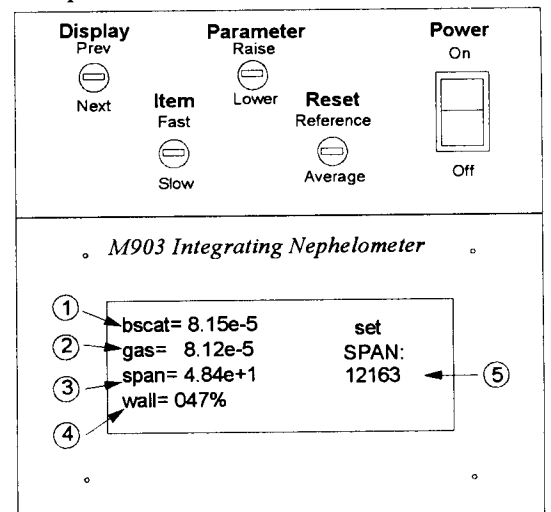 Display Parameter Power
Prev Raise On
Next Item Lower Reset
Fast Reference
Slow Average Off
M903 Integrating Nephelometer
1 bscat= 8.15e-5 set
2 gas= 8.12e-5 SPAN:
3 span= 4.84e+1 12163 5
4 wall= 047%